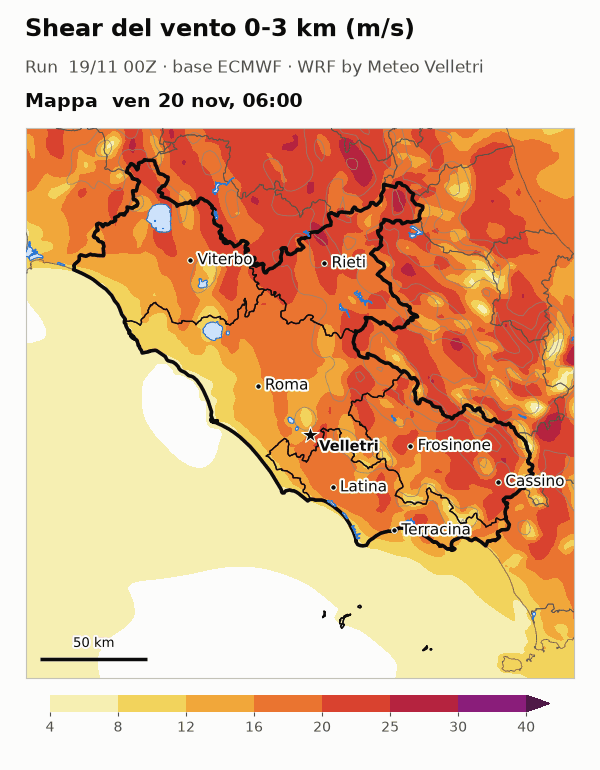 Shear del vento 0-3 km (m/s)
Run  19/11 00Z · base ECMWF · WRF by Meteo Velletri
Mappa  ven 20 nov, 06:00
Viterbo
Rieti
Roma
Velletri
Frosinone
Cassino
Latina
Terracina
50 km
4 8 12 16 20 25 30 40